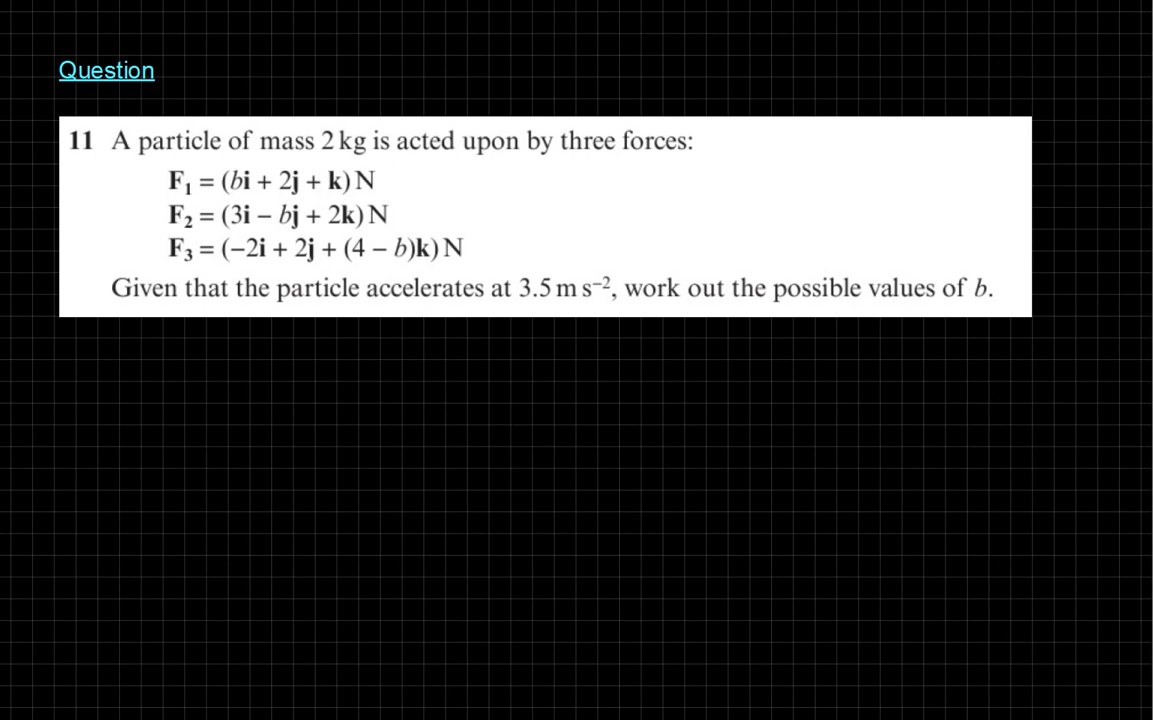 Question
11 A particle of mass 2 kg is acted upon by three forces:
F₁ = (bi + 2j + k) N
F₂ = (3i – bj + 2k) N
F₃ = (–2i + 2j + (4 – b)k) N
Given that the particle accelerates at 3.5 m s⁻², work out the possible values of b.